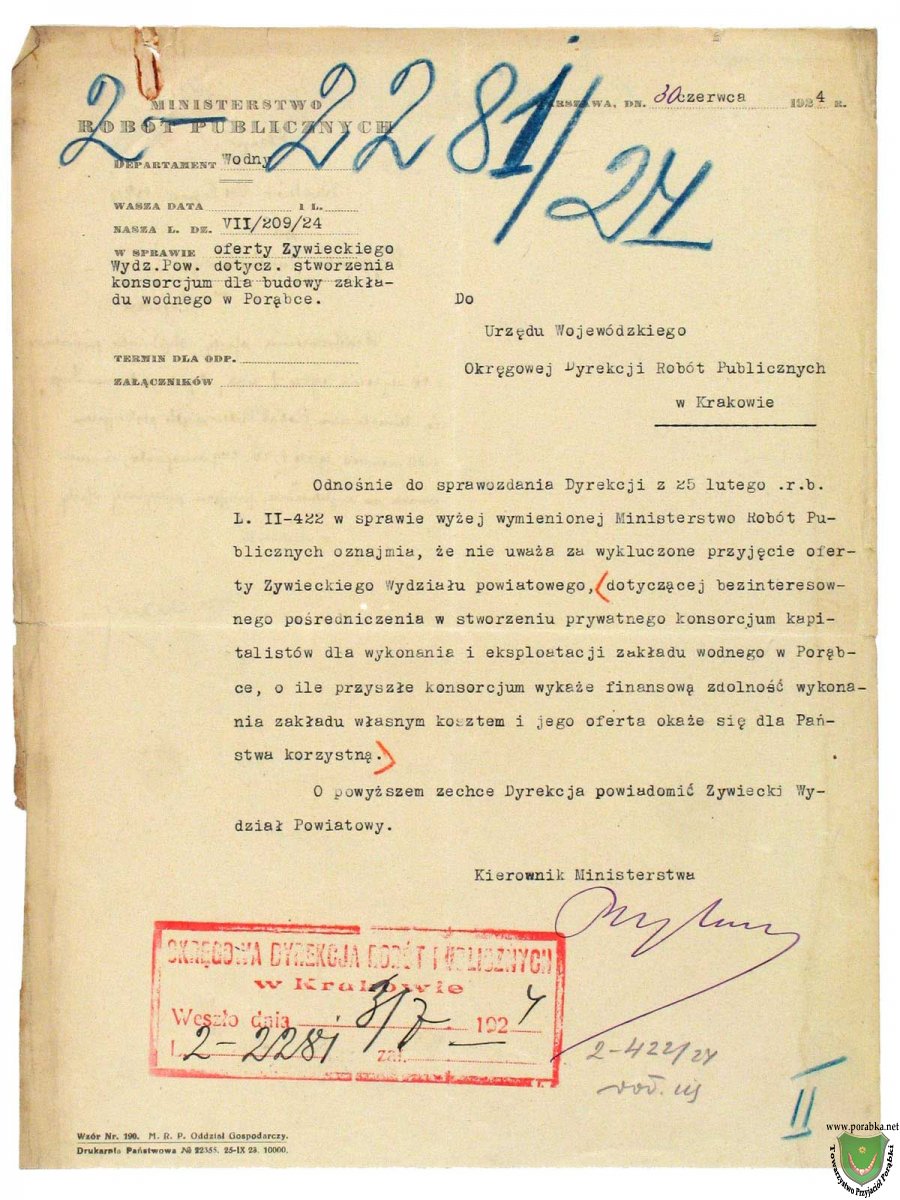 2-2281/24
MINISTERSTWO
ROBÓT PUBLICZNYCH
WARSZAWA, DN. 30 czerwca 1924 R.
DEPARTAMENT Wodny
WASZA DATA I L.
NASZA L. DZ. VII/209/24
W SPRAWIE oferty Zywieckiego
Wydz.Pow. dotycz. stworzenia
konsorcjum dla budowy zakła-
du wodnego w Porąbce.
TERMIN DLA ODP.
ZAŁĄCZNIKÓW
Do
Urzędu Wojewódzkiego
Okręgowej Dyrekcji Robót Publicznych
w Krakowie
Odnośnie do sprawozdania Dyrekcji z 25 lutego .r.b.
L. II-422 w sprawie wyżej wymienionej Ministerstwo Robót Pu-
blicznych oznajmia, że nie uważa za wykluczone przyjęcie ofer-
ty Zywieckiego Wydziału powiatowego, dotyczącej bezinteresow-
nego pośredniczenia w stworzeniu prywatnego konsorcjum kapi-
talistów dla wykonania i eksploatacji zakładu wodnego w Porąb-
ce, o ile przyszłe konsorcjum wykaże finansową zdolność wykona-
nia zakładu własnym kosztem i jego oferta okaże się dla Pań-
stwa korzystną.
O powyższem zechce Dyrekcja powiadomić Zywiecki Wy-
dział Powiatowy.
Kierownik Ministerstwa
OKRĘGOWA DYREKCJA ROBÓT PUBLICZNYCH
w Krakowie
Weszło dnia 3/7. 1924
L. 2-2281 zał.
2-422/24
II
Wzór Nr. 190. M. R. P. Oddział Gospodarczy.
Drukarnia Państwowa № 22355. 25-IX 23. 10000.
www.porabka.net
Towarzystwo Przyjaciół Porąbki